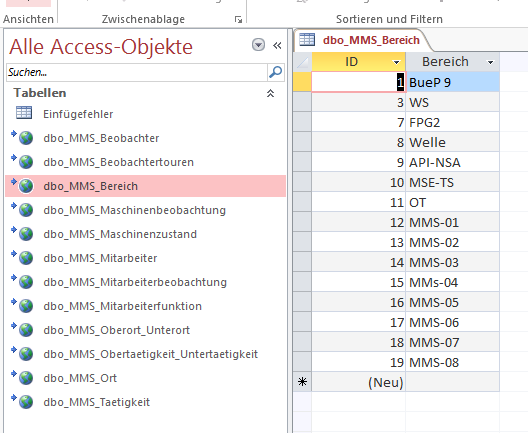 Ansichten
Zwischenablage
Sortieren und Filtern
Alle Access-Objekte
Suchen...
Tabellen
Einfügefehler
dbo_MMS_Beobachter
dbo_MMS_Beobachtertouren
dbo_MMS_Bereich
dbo_MMS_Maschinenbeobachtung
dbo_MMS_Maschinenzustand
dbo_MMS_Mitarbeiter
dbo_MMS_Mitarbeiterbeobachtung
dbo_MMS_Mitarbeiterfunktion
dbo_MMS_Oberort_Unterort
dbo_MMS_Obertaetigkeit_Untertaetigkeit
dbo_MMS_Ort
dbo_MMS_Taetigkeit
dbo_MMS_Bereich
ID Bereich
1 BueP 9
3 WS
7 FPG2
8 Welle
9 API-NSA
10 MSE-TS
11 OT
12 MMS-01
13 MMS-02
14 MMS-03
15 MMs-04
16 MMS-05
17 MMS-06
18 MMS-07
19 MMS-08
(Neu)